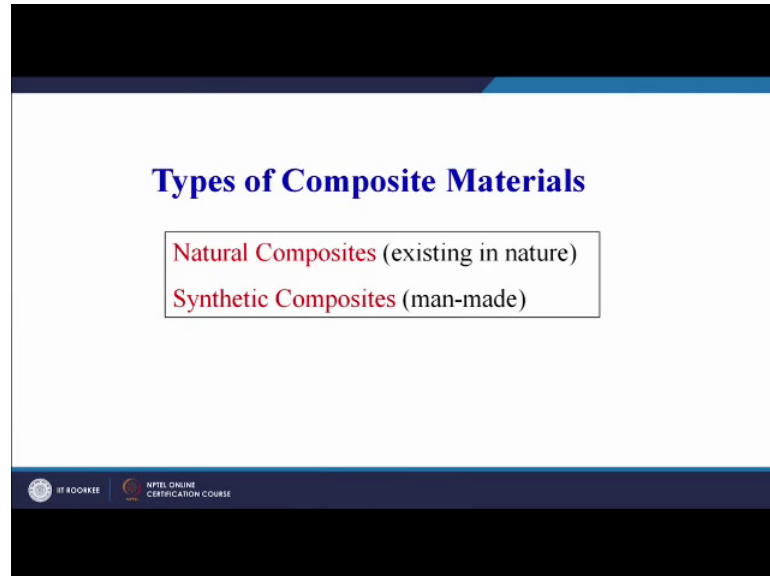 Types of Composite Materials
Natural Composites (existing in nature)
Synthetic Composites (man-made)
IIT ROORKEE
NPTEL ONLINE
CERTIFICATION COURSE